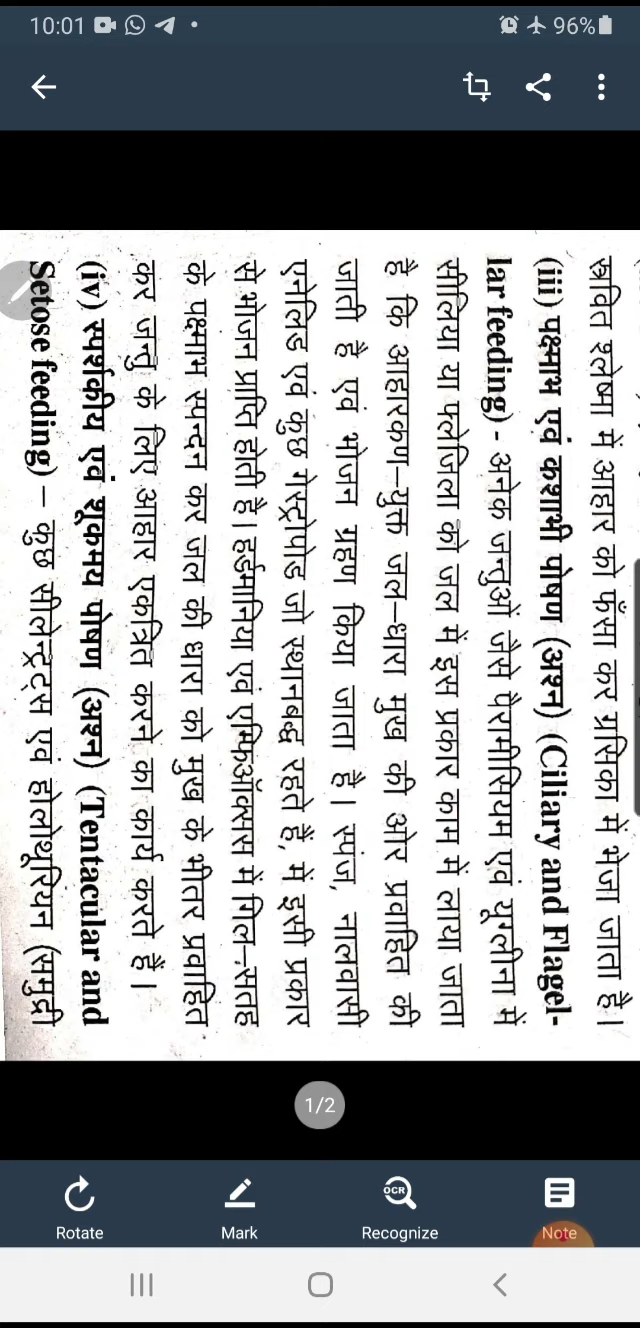 10:01
96%
स्रवित श्लेष्मा में आहार को फँसा कर ग्रसिका में भेजा जाता है।
(iii) पक्ष्माभ एवं कशाभी पोषण (अश्न) (Ciliary and Flagel-
lar feeding) - अनेक जन्तुओं जैसे पैरामीसियम एवं यूग्लीना में
सीलिया या फ्लेजिला को जल में इस प्रकार काम में लाया जाता
है कि आहारकण-युक्त जल-धारा मुख की ओर प्रवाहित की
जाती है एवं भोजन ग्रहण किया जाता है। स्पंज, नालवासी
एनेलिड एवं कुछ गेस्ट्रोपोड जो स्थानबद्ध रहते हैं, में इसी प्रकार
से भोजन प्राप्ति होती है। हर्डमानिया एवं एम्फिऑक्सस में गिल-सतह
के पक्ष्माभ स्पन्दन कर जल की धारा को मुख के भीतर प्रवाहित
कर जन्तु के लिए आहार एकत्रित करने का कार्य करते हैं।
(iv) स्पर्शकीय एवं शूकमय पोषण (अश्न) (Tentacular and
Setose feeding) – कुछ सीलेन्ट्रेट्स एवं होलोथूरियन (समुद्री
1/2
OCR
Rotate
Mark
Recognize
Note